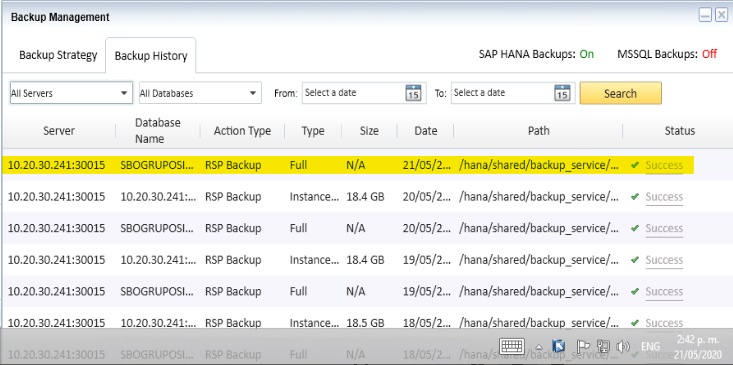 Backup Management
Backup Strategy Backup History SAP HANA Backups: On MSSQL Backups: Off
All Servers All Databases From: Select a date 15 To: Select a date 15 Search
Server Database Name Action Type Type Size Date Path Status
10.20.30.241:30015 SBOGRUPOSI... RSP Backup Full N/A 21/05/2... /hana/shared/backup_service/... Success
10.20.30.241:30015 10.20.30.241:... RSP Backup Instance... 18.4 GB 20/05/2... /hana/shared/backup_service/... Success
10.20.30.241:30015 SBOGRUPOSI... RSP Backup Full N/A 20/05/2... /hana/shared/backup_service/... Success
10.20.30.241:30015 10.20.30.241:... RSP Backup Instance... 18.4 GB 19/05/2... /hana/shared/backup_service/... Success
10.20.30.241:30015 SBOGRUPOSI... RSP Backup Full N/A 19/05/2... /hana/shared/backup_service/... Success
10.20.30.241:30015 10.20.30.241:... RSP Backup Instance... 18.5 GB 18/05/2... /hana/shared/backup_service/... Success
10.20.30.241:30015 SBOGRUPOSI... RSP Backup Full N/A 18/05/2... /hana/shared/backup_service/...
ENG 2:42 p. m.
21/05/2020